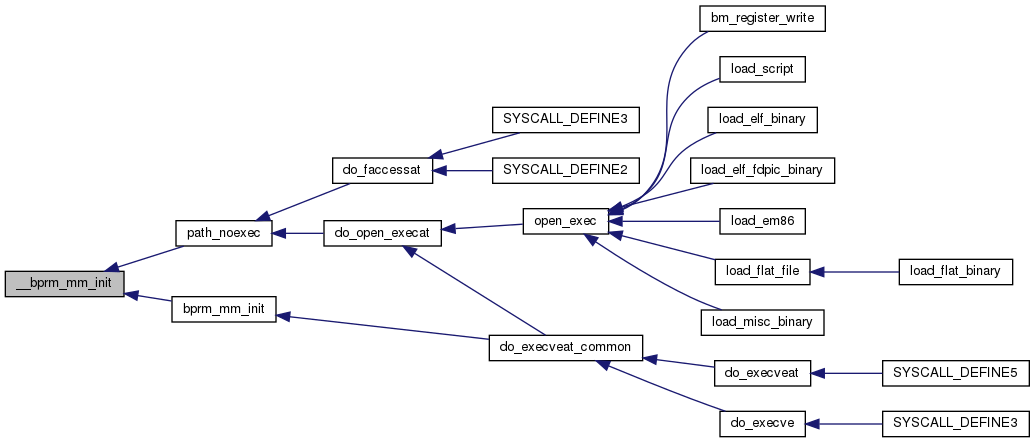 bm_register_write
load_script
SYSCALL_DEFINE3
load_elf_binary
do_faccessat
SYSCALL_DEFINE2
load_elf_fdpic_binary
path_noexec
do_open_execat
open_exec
load_em86
__bprm_mm_init
load_flat_file
load_flat_binary
bprm_mm_init
load_misc_binary
do_execveat_common
do_execveat
SYSCALL_DEFINE5
do_execve
SYSCALL_DEFINE3